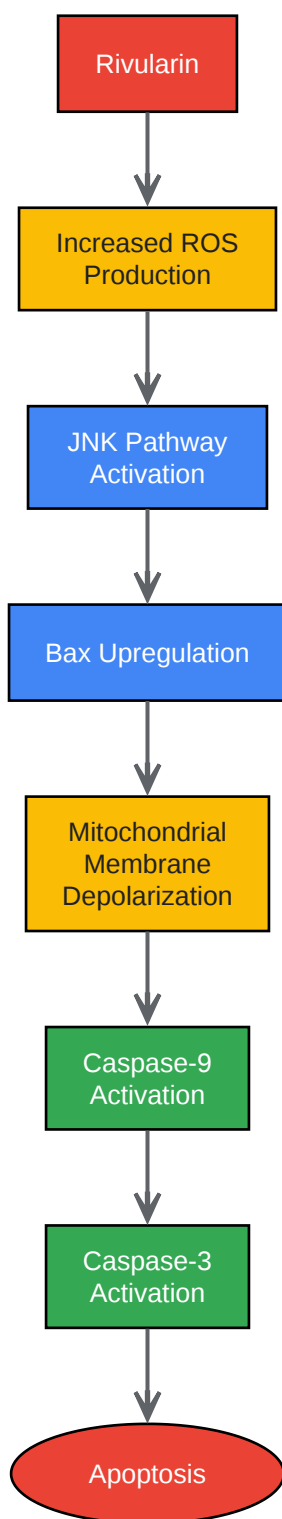 Rivularin
Increased ROS
Production
JNK Pathway
Activation
Bax Upregulation
Mitochondrial
Membrane
Depolarization
Caspase-9
Activation
Caspase-3
Activation
Apoptosis